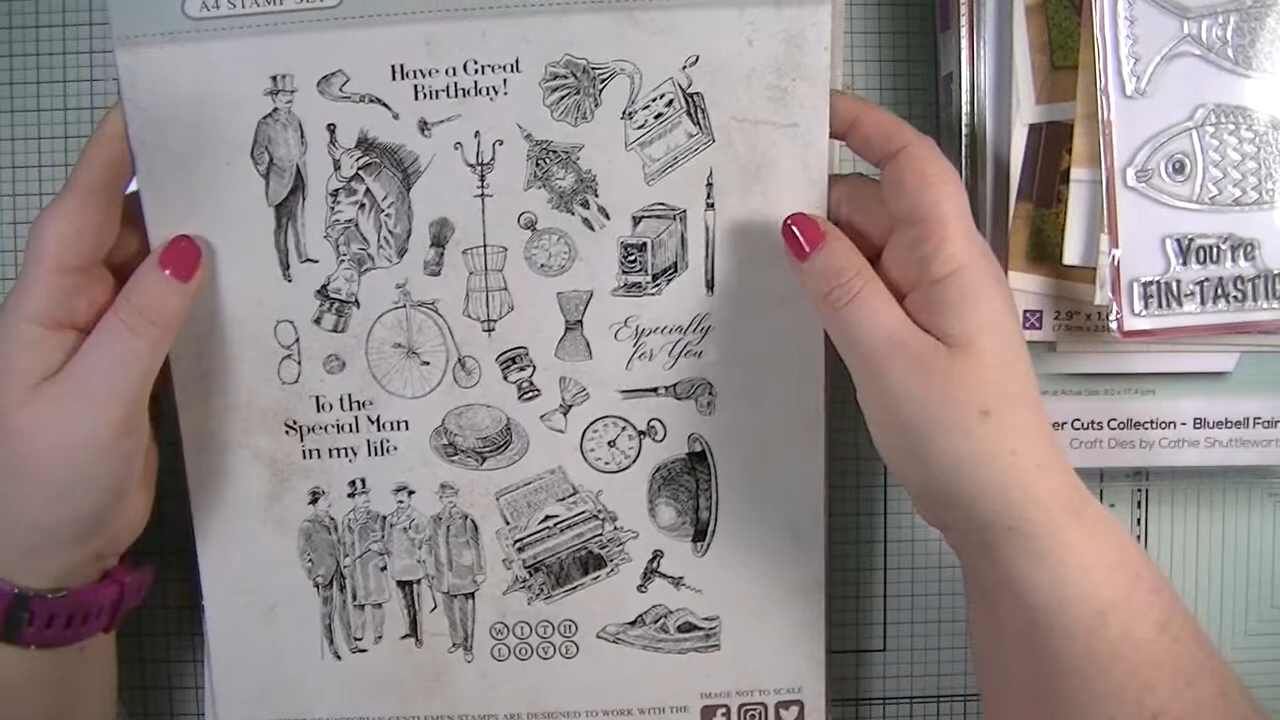 A4 STAMP SET
Have a Great
Birthday!
Especially
for You
To the
Special Man
in my life
WITH
LOVE
IMAGE NOT TO SCALE
GENTLEMEN STAMPS ARE DESIGNED TO WORK WITH THE
You're
FIN-TASTIC
2.9" x 1.
er Cuts Collection - Bluebell Fair
Craft Dies by Cathie Shuttlewort